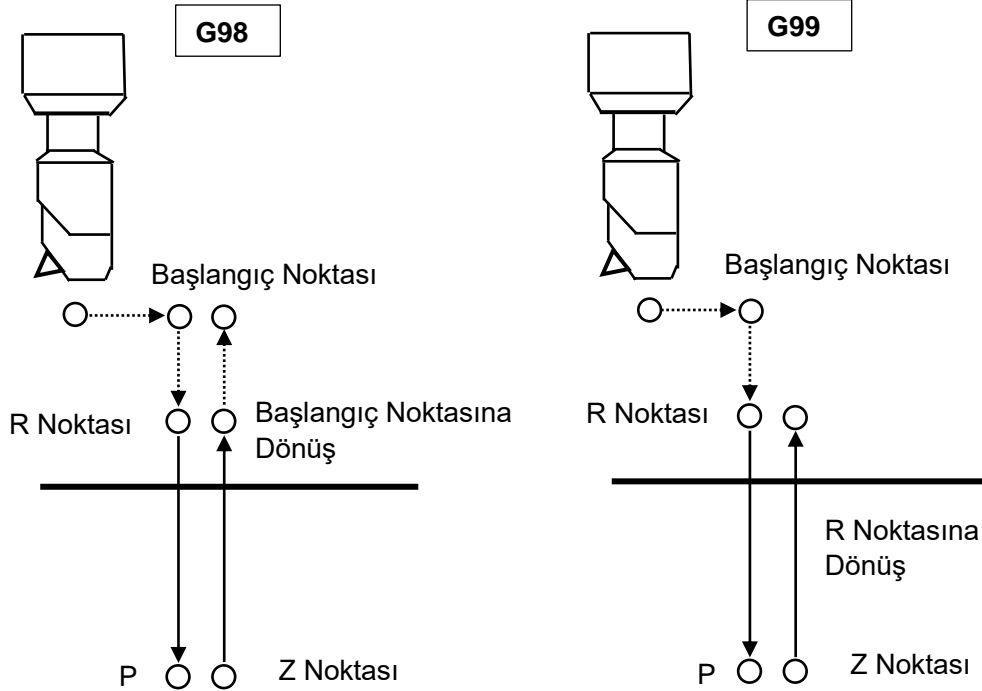 G98
Başlangıç Noktası
R Noktası
Başlangıç Noktasına
Dönüş
P
Z Noktası
G99
Başlangıç Noktası
R Noktası
R Noktasına
Dönüş
P
Z Noktası